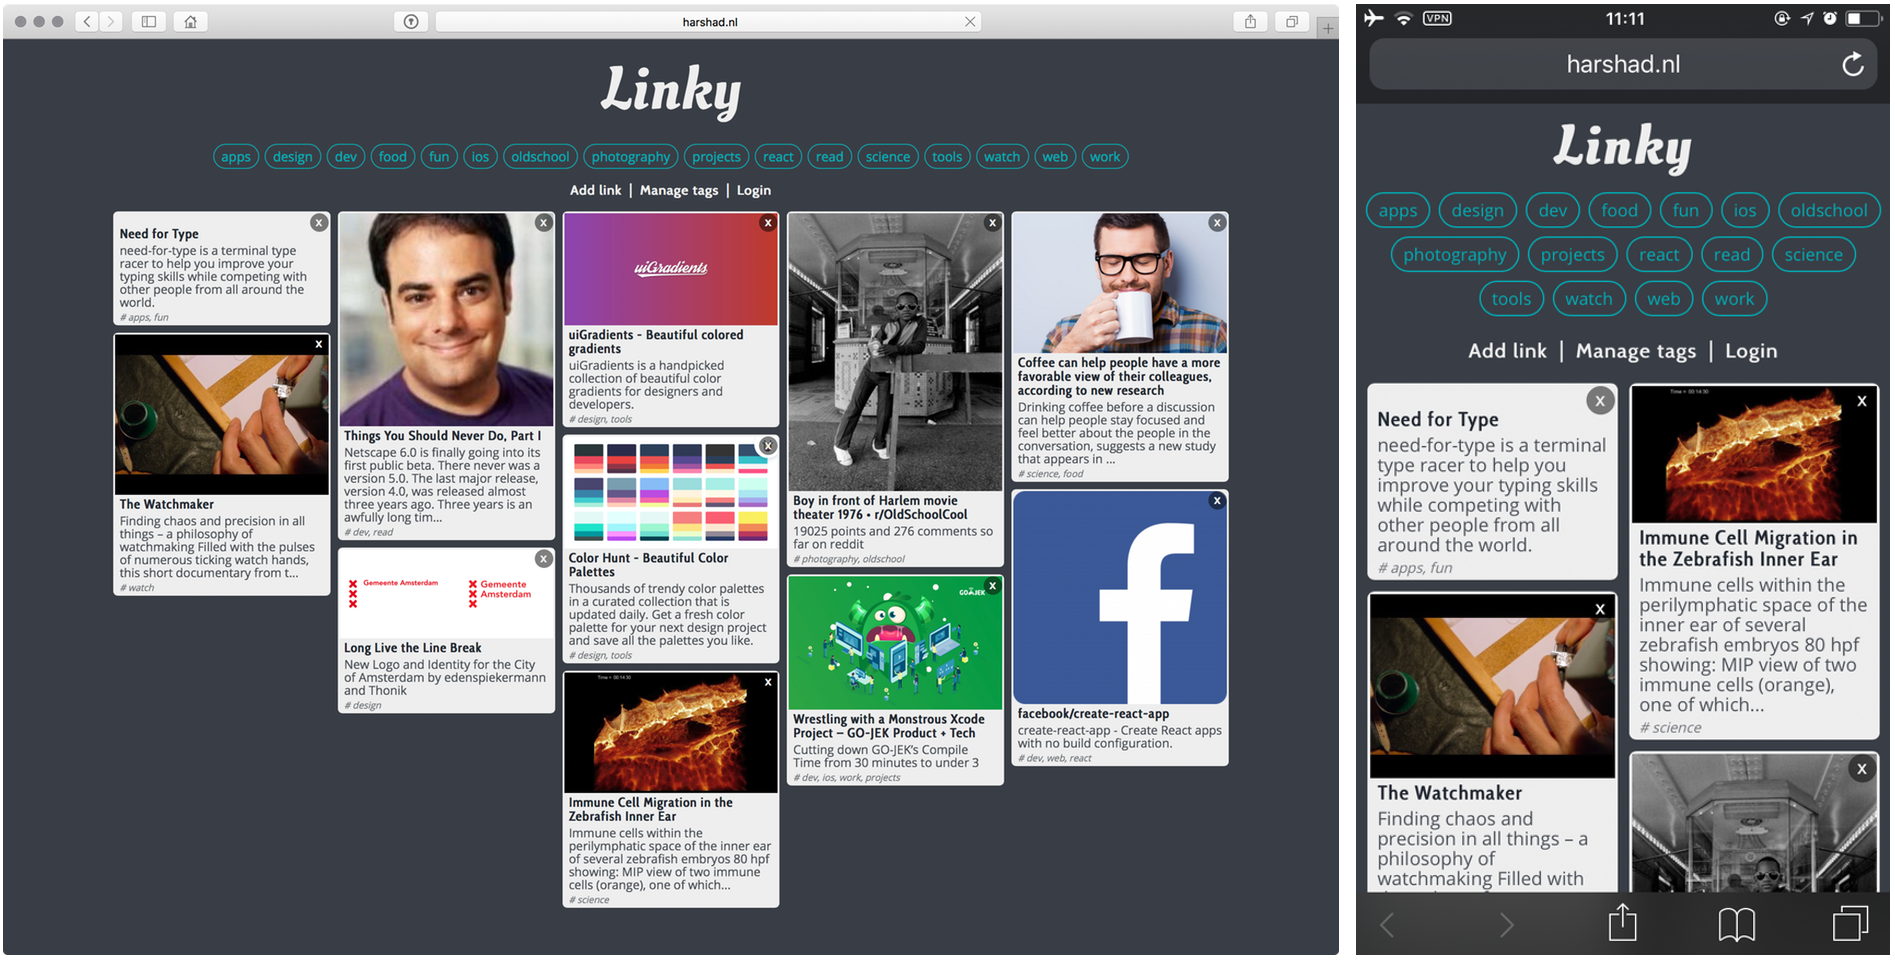 harshad.nl
Linky
apps design dev food fun ios oldschool photography projects react read science tools watch web work
Add link | Manage tags | Login
x
Need for Type
need-for-type is a terminal type
racer to help you improve your
typing skills while competing with
other people from all around the
world.
# apps, fun
x
The Watchmaker
Finding chaos and precision in all
things – a philosophy of
watchmaking Filled with the pulses
of numerous ticking watch hands,
this short documentary from t...
# watch
x
Things You Should Never Do, Part I
Netscape 6.0 is finally going into its
first public beta. There never was a
version 5.0. The last major release,
version 4.0, was released almost
three years ago. Three years is an
awfully long tim...
# dev, read
x
Gemeente Amsterdam
Gemeente
Amsterdam
Long Live the Line Break
New Logo and Identity for the City
of Amsterdam by edenspiekermann
and Thonik
# design
x
uiGradients
uiGradients - Beautiful colored
gradients
uiGradients is a handpicked
collection of beautiful color
gradients for designers and
developers.
# design, tools
x
Color Hunt - Beautiful Color
Palettes
Thousands of trendy color palettes
in a curated collection that is
updated daily. Get a fresh color
palette for your next design project
and save all the palettes you like.
# design, tools
x
Time = 00:14:30
Immune Cell Migration in the
Zebrafish Inner Ear
Immune cells within the
perilymphatic space of the inner ear
of several zebrafish embryos 80 hpf
showing: MIP view of two immune
cells (orange), one of which...
# science
x
Boy in front of Harlem movie
theater 1976 • r/OldSchoolCool
19025 points and 276 comments so
far on reddit
# photography, oldschool
x
GO-JEK
Wrestling with a Monstrous Xcode
Project – GO-JEK Product + Tech
Cutting down GO-JEK's Compile
Time from 30 minutes to under 3
# dev, ios, work, projects
x
Coffee can help people have a more
favorable view of their colleagues,
according to new research
Drinking coffee before a discussion
can help people stay focused and
feel better about the people in the
conversation, suggests a new study
that appears in ...
# science, food
x
f
facebook/create-react-app
create-react-app - Create React apps
with no build configuration.
# dev, web, react
VPN 11:11
harshad.nl
Linky
apps design dev food fun ios oldschool
photography projects react read science
tools watch web work
Add link | Manage tags | Login
x
Need for Type
need-for-type is a terminal
type racer to help you
improve your typing skills
while competing with
other people from all
around the world.
# apps, fun
x
The Watchmaker
Finding chaos and
precision in all things – a
philosophy of
watchmaking Filled with
x
Time = 00:14:30
Immune Cell Migration in
the Zebrafish Inner Ear
Immune cells within the
perilymphatic space of the
inner ear of several
zebrafish embryos 80 hpf
showing: MIP view of two
immune cells (orange),
one of which...
# science
x